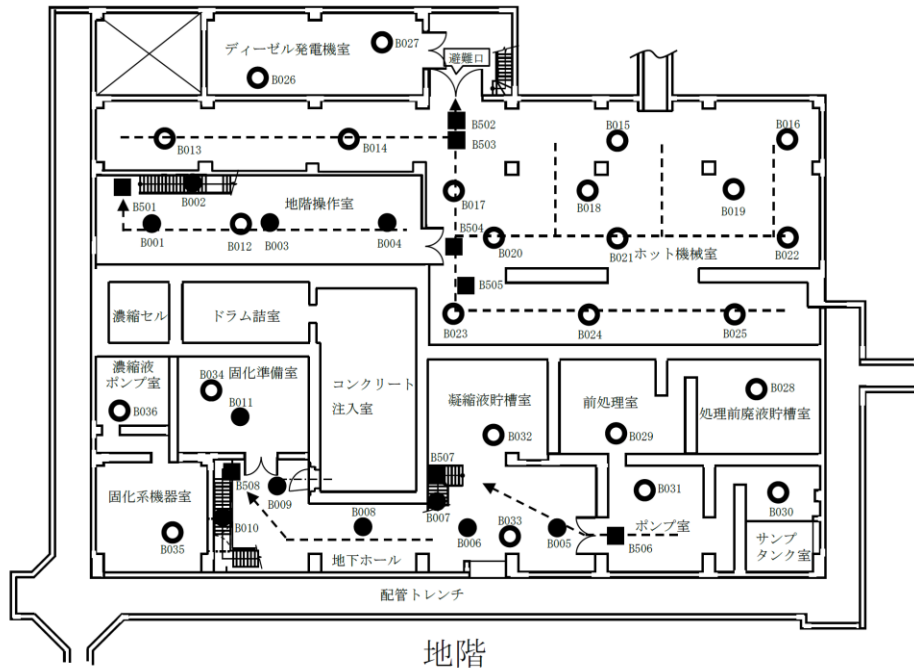 ディーゼル発電機室
B027
避難口
B026
B502
B503
B013
B014
B015
B016
B017
B018
B019
B501
B002
地階操作室
B504
B001
B012
B003
B004
B020
B021
ホット機械室
B022
B505
B023
B024
B025
濃縮セル
ドラム詰室
濃縮液
ポンプ室
B036
B034
固化準備室
B011
コンクリート
注入室
凝縮液貯槽室
B032
前処理室
B029
B028
処理前廃液貯槽室
固化系機器室
B035
B508
B009
B010
B008
地下ホール
B507
B007
B006
B033
B005
B031
ポンプ室
B506
B030
サンプ
タンク室
配管トレンチ
地階